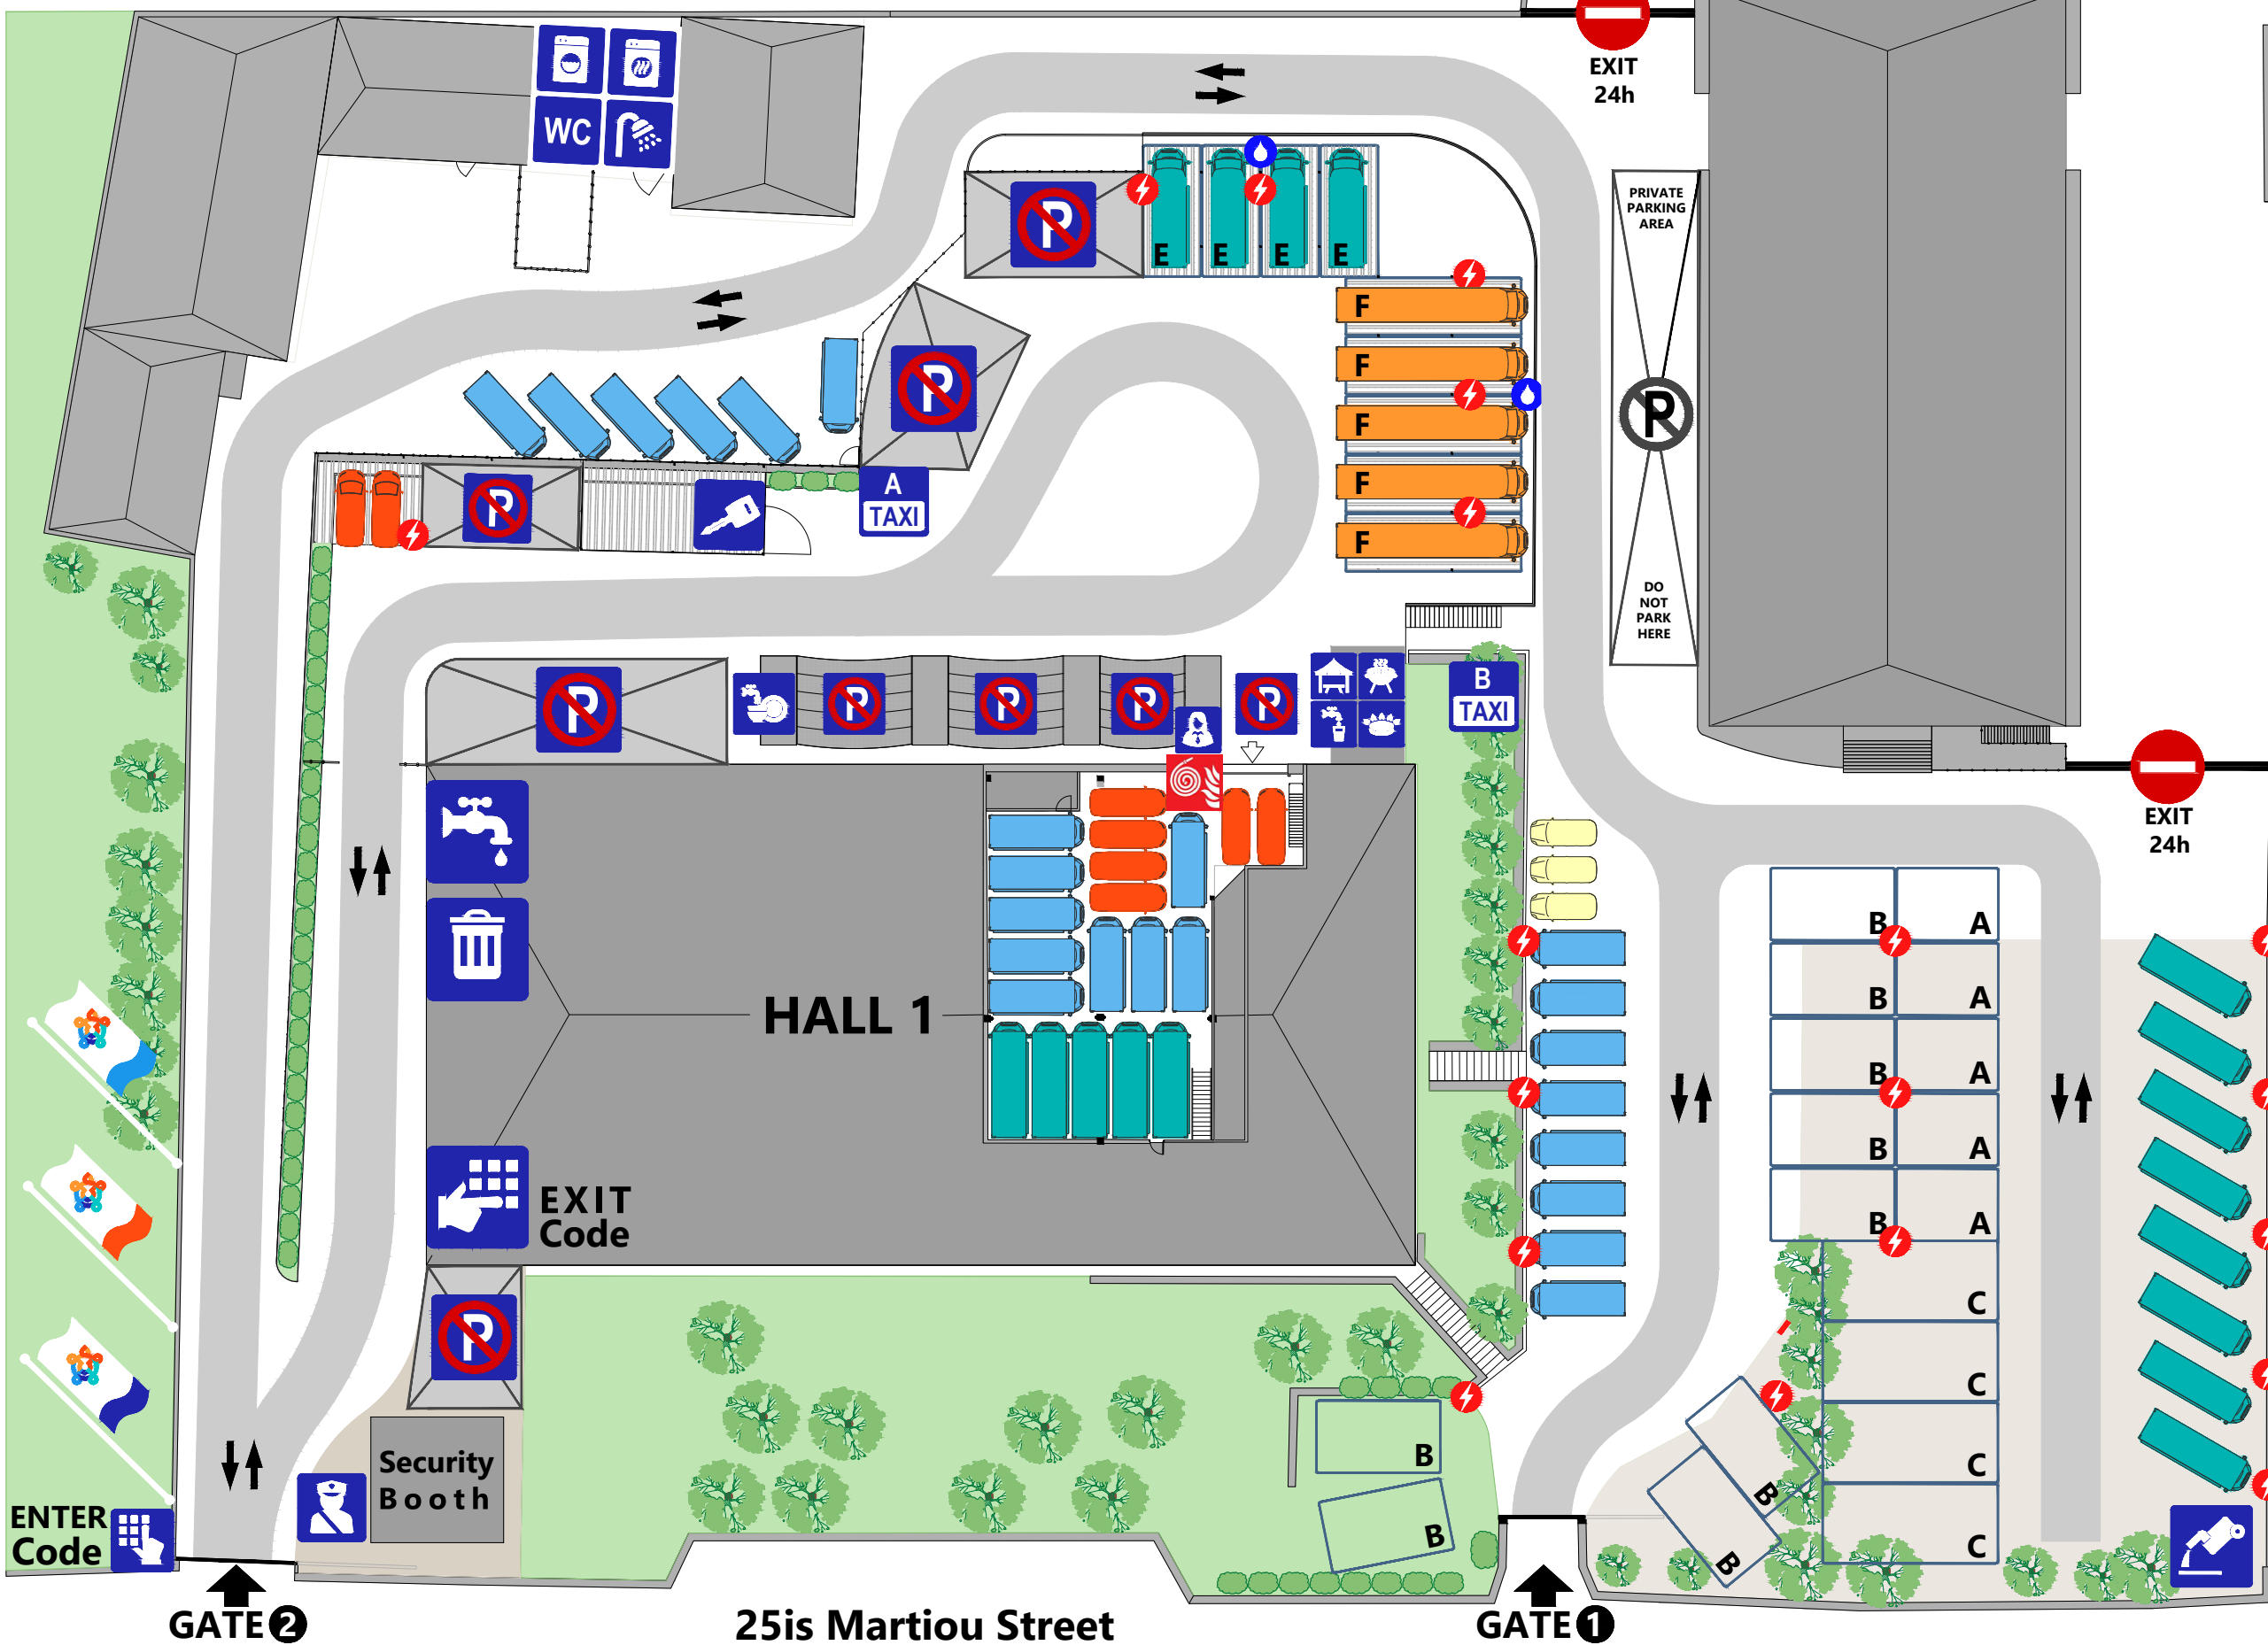 EXIT
24h
WC
PRIVATE
PARKING
AREA
P
E
E
E
E
F
F
F
F
F
P
P
P
A
TAXI
DO
NOT
PARK
HERE
P
P
P
P
P
B
TAXI
EXIT
24h
B
A
B
A
B
A
B
A
B
A
HALL 1
EXIT
Code
C
C
C
C
P
Security
Booth
B
B
B
B
ENTER
Code
GATE 2
25is Martiou Street
GATE 1